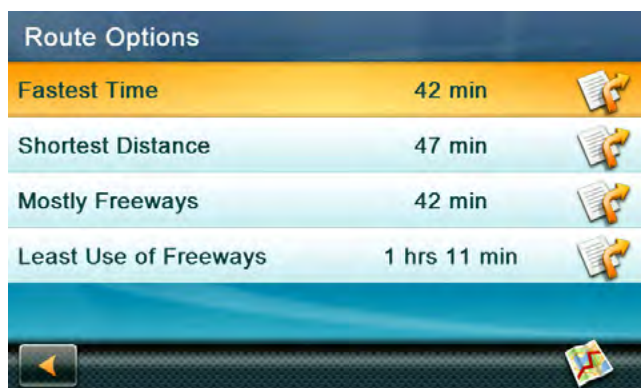 Route Options
Fastest Time 42 min
Shortest Distance 47 min
Mostly Freeways 42 min
Least Use of Freeways 1 hrs 11 min